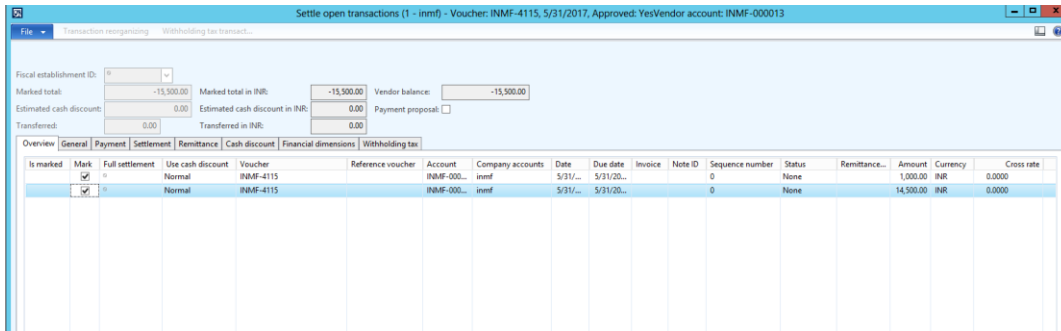 Settle open transactions (1 - inmf) - Voucher: INMF-4115, 5/31/2017, Approved: YesVendor account: INMF-000013
File Transaction reorganizing Withholding tax transact...
Fiscal establishment ID:
Marked total: -15,500.00 Marked total in INR: -15,500.00 Vendor balance: -15,500.00
Estimated cash discount: 0.00 Estimated cash discount in INR: 0.00 Payment proposal:
Transferred: 0.00 Transferred in INR: 0.00
Overview General Payment Settlement Remittance Cash discount Financial dimensions Withholding tax
Is marked Mark Full settlement Use cash discount Voucher Reference voucher Account Company accounts Date Due date Invoice Note ID Sequence number Status Remittance... Amount Currency Cross rate
Normal INMF-4115 INMF-000... inmf 5/31/... 5/31/20... 0 None 1,000.00 INR 0.0000
Normal INMF-4115 INMF-000... inmf 5/31/... 5/31/20... 0 None 14,500.00 INR 0.0000